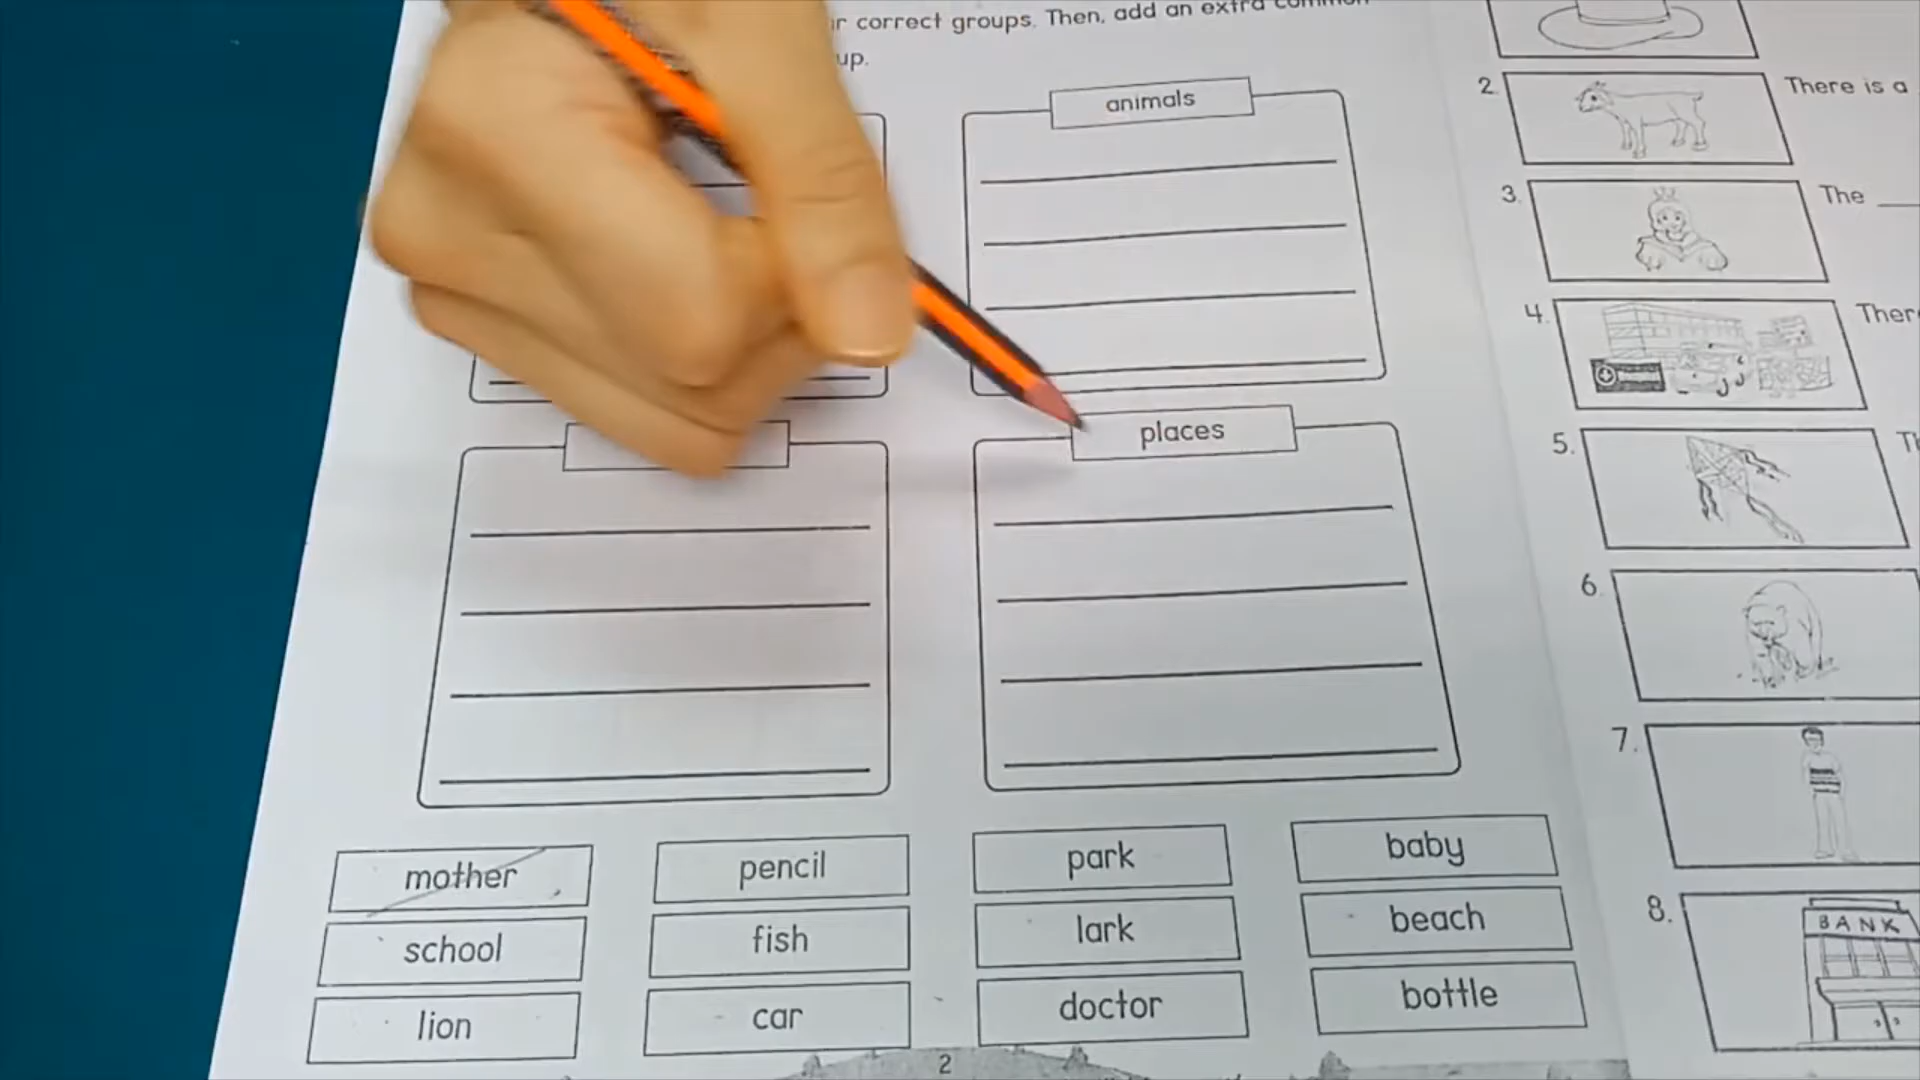 correct groups. Then, add an extra common
up.
animals
places
mother
pencil
park
baby
school
fish
lark
beach
lion
car
doctor
bottle
2
2. There is a
3. The
4.
5.
6.
7.
8.
BANK